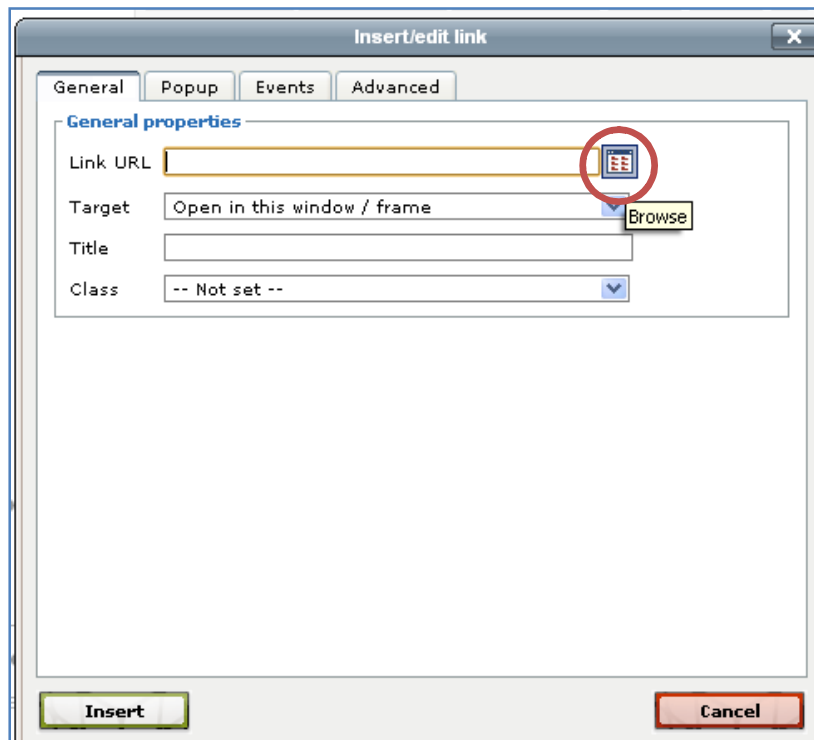 Insert/edit link
General Popup Events Advanced
General properties
Link URL
Target Open in this window / frame
Browse
Title
Class -- Not set --
Insert Cancel